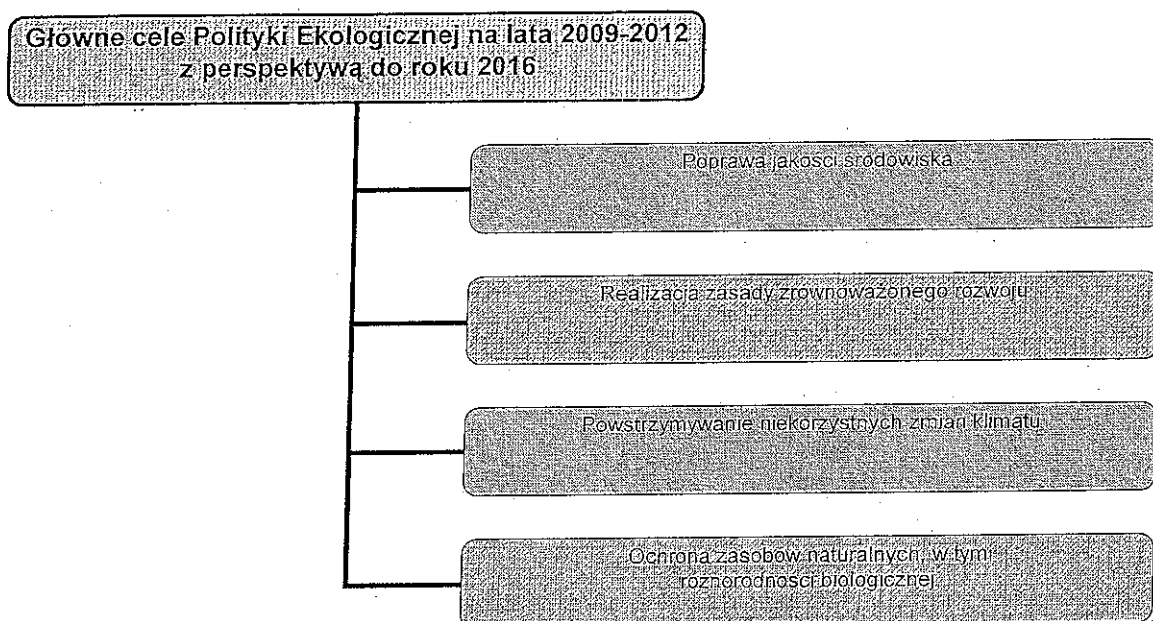 Główne cele Polityki Ekologicznej na lata 2009-2012
z perspektywą do roku 2016
Poprawa jakości środowiska
Realizacja zasady zrównoważonego rozwoju
Powstrzymywanie niekorzystnych zmian klimatu
Ochrona zasobów naturalnych, w tym
różnorodności biologicznej